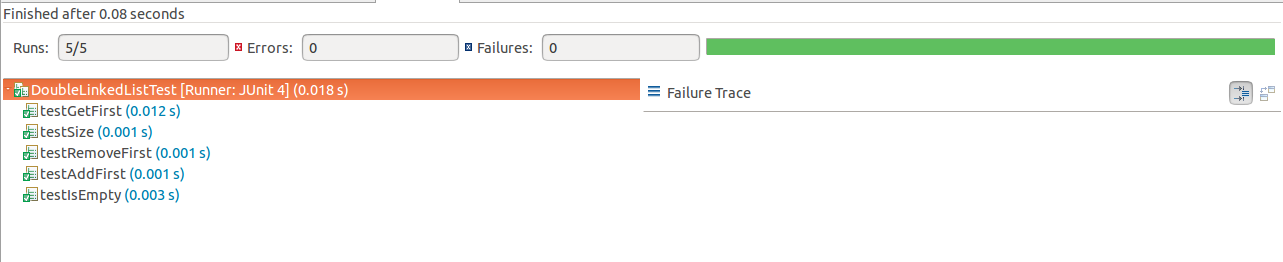 Finished after 0.08 seconds
Runs: 5/5 Errors: 0 Failures: 0
DoubleLinkedListTest [Runner: JUnit 4] (0.018 s)
Failure Trace
testGetFirst (0.012 s)
testSize (0.001 s)
testRemoveFirst (0.001 s)
testAddFirst (0.001 s)
testIsEmpty (0.003 s)